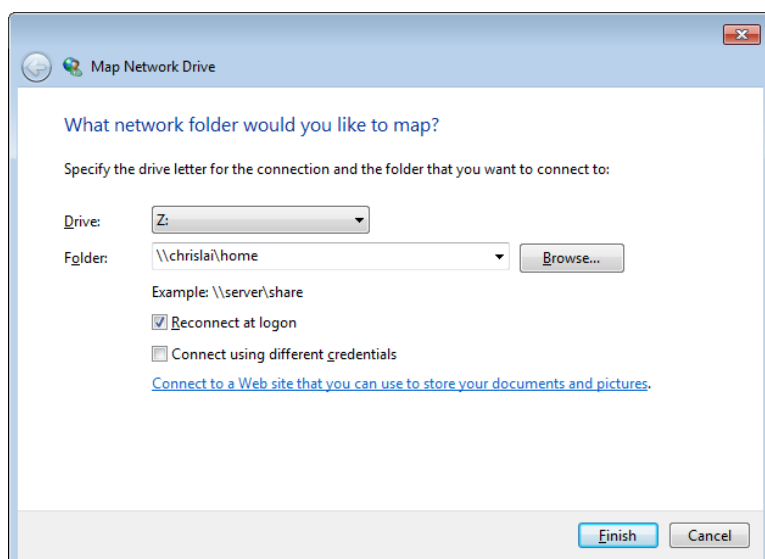 Map Network Drive
What network folder would you like to map?
Specify the drive letter for the connection and the folder that you want to connect to:
Drive: Z:
Folder: \\chrislai\home Browse...
Example: \\server\share
Reconnect at logon
Connect using different credentials
Connect to a Web site that you can use to store your documents and pictures.
Finish Cancel